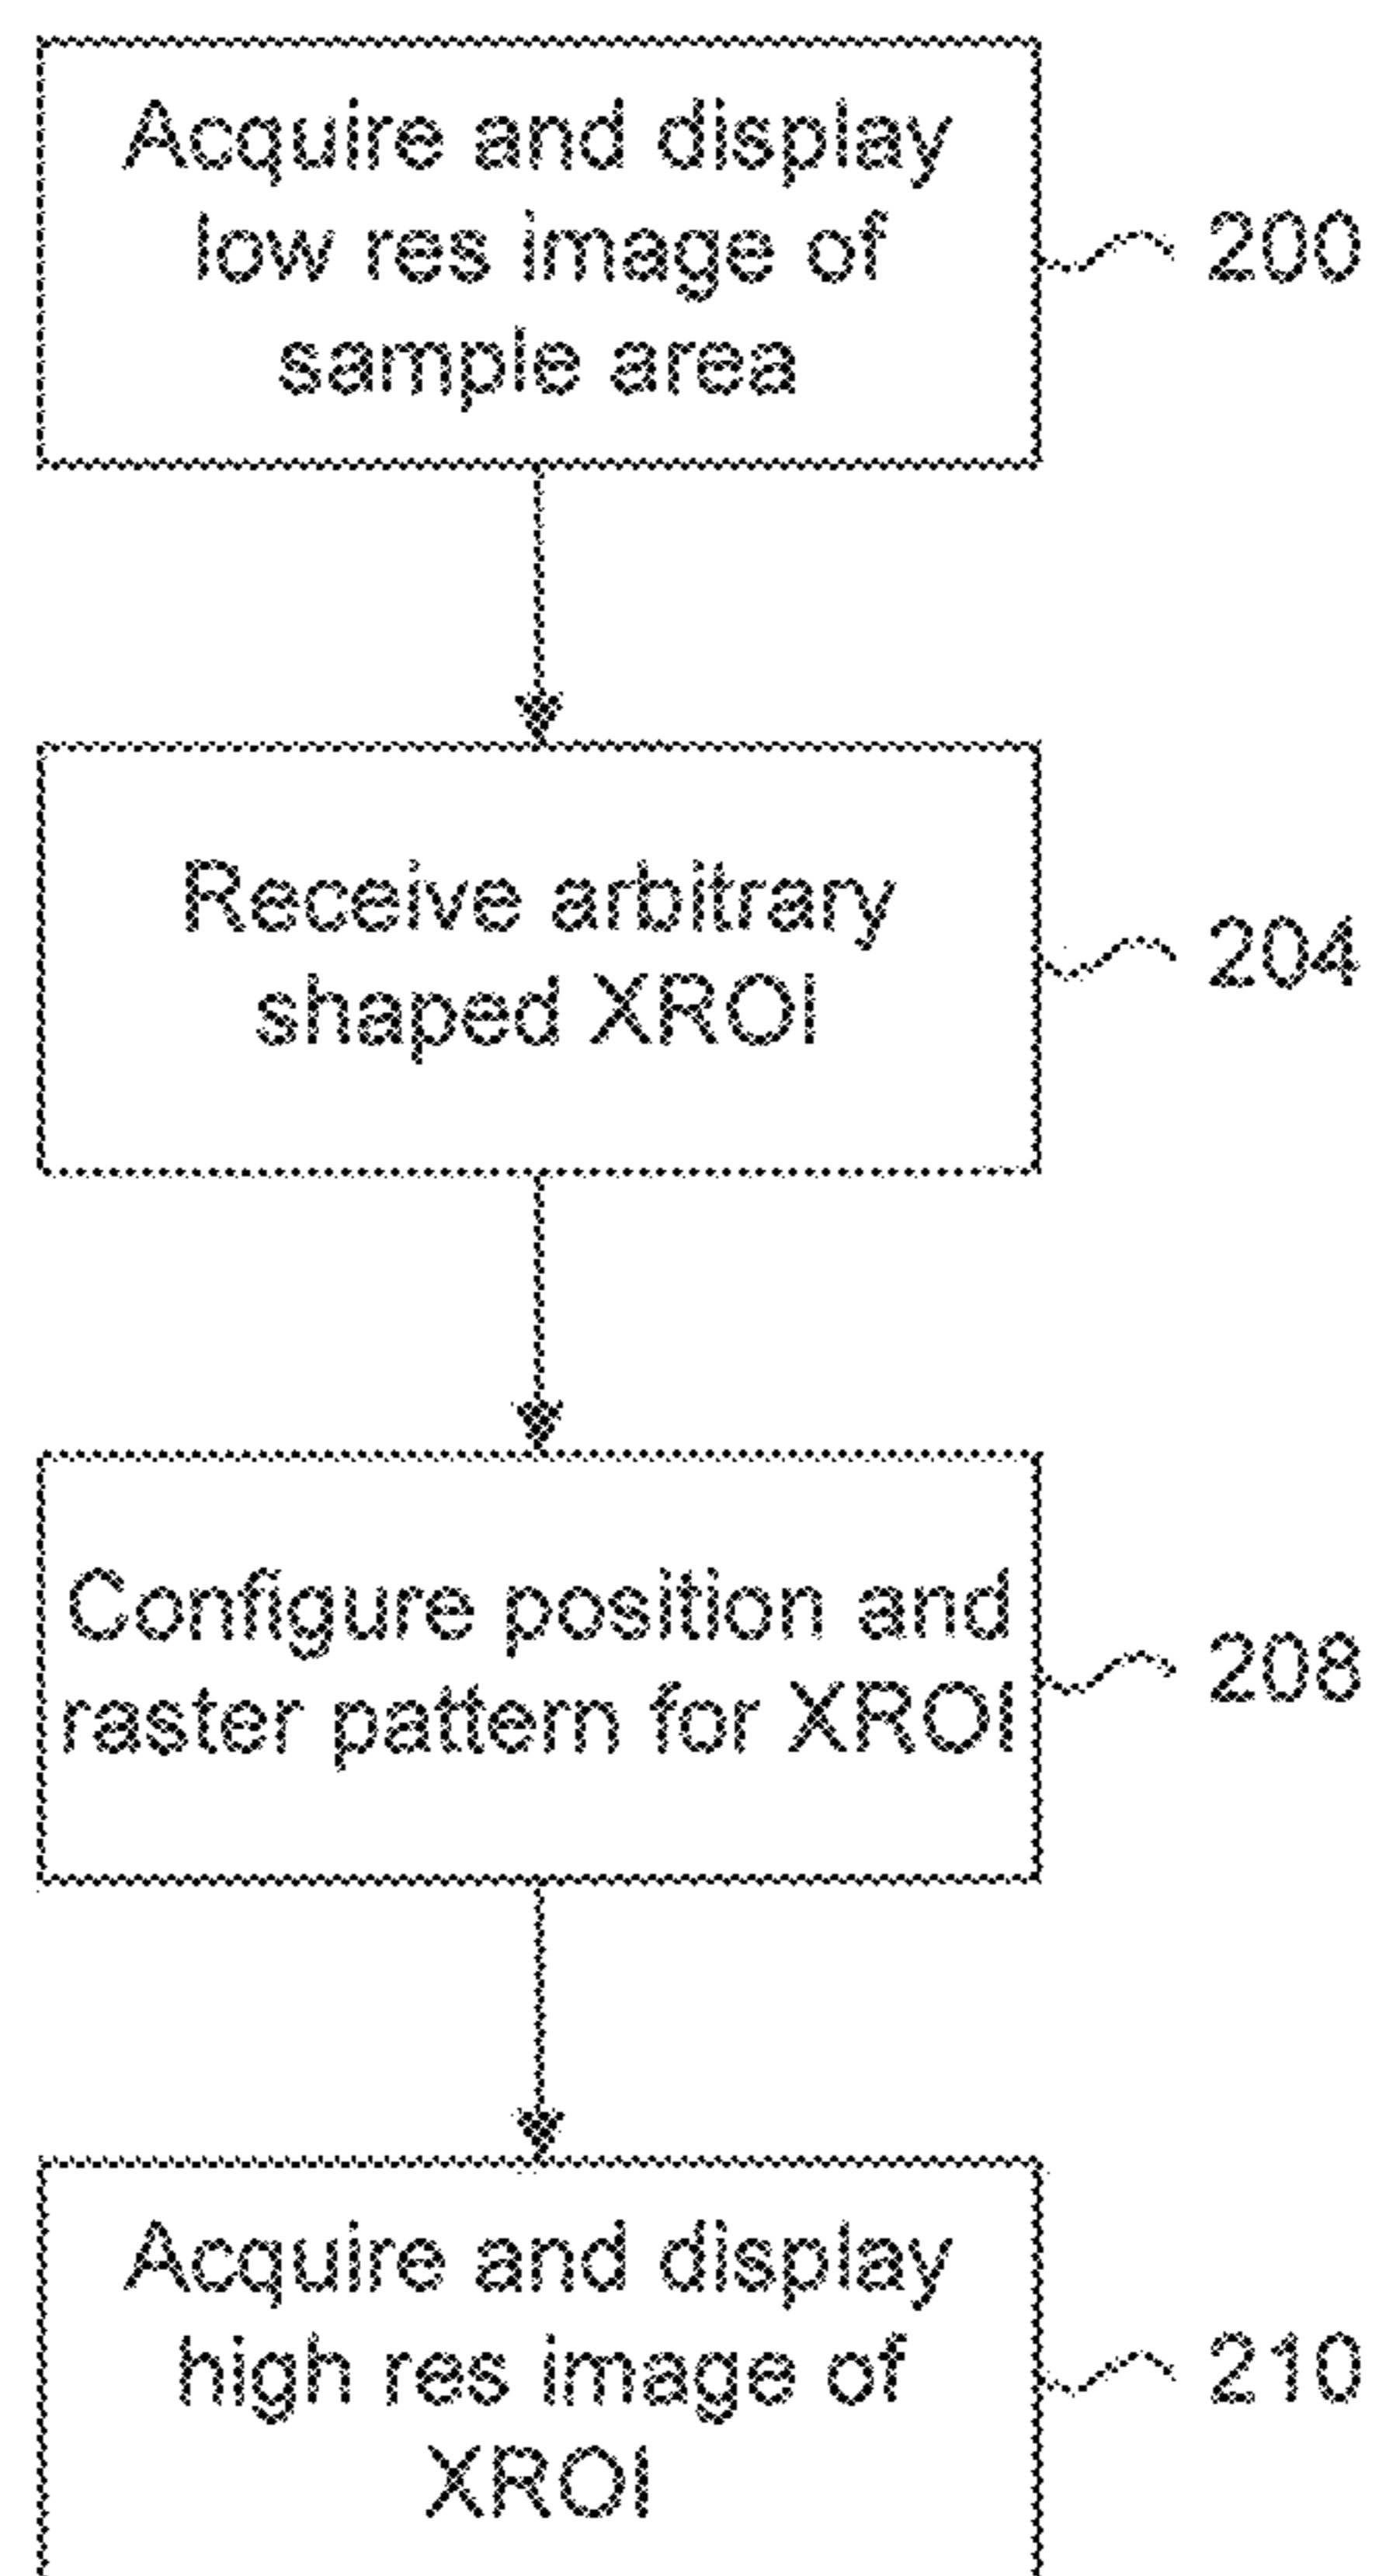 Acquire and display
low res image of
sample area
200
Receive arbitrary
shaped XROI
204
Configure position and
raster pattern for XROI
208
Acquire and display
high res image of
XROI
210